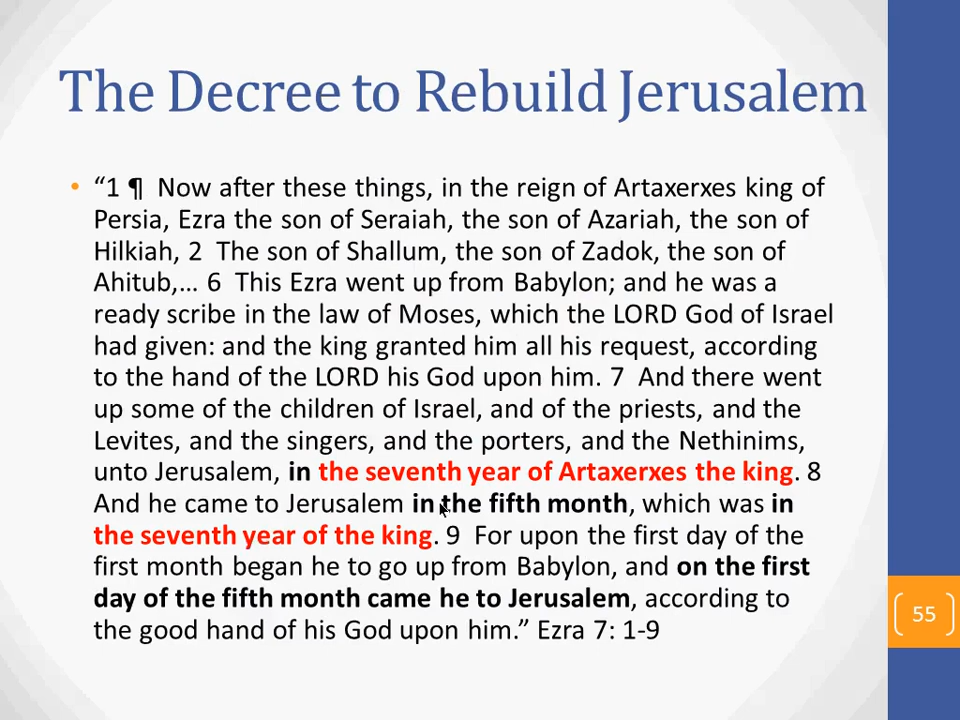 The Decree to Rebuild Jerusalem
• “1 ¶ Now after these things, in the reign of Artaxerxes king of
Persia, Ezra the son of Seraiah, the son of Azariah, the son of
Hilkiah, 2 The son of Shallum, the son of Zadok, the son of
Ahitub,... 6 This Ezra went up from Babylon; and he was a
ready scribe in the law of Moses, which the LORD God of Israel
had given: and the king granted him all his request, according
to the hand of the LORD his God upon him. 7 And there went
up some of the children of Israel, and of the priests, and the
Levites, and the singers, and the porters, and the Nethinims,
unto Jerusalem, in the seventh year of Artaxerxes the king. 8
And he came to Jerusalem in the fifth month, which was in
the seventh year of the king. 9 For upon the first day of the
first month began he to go up from Babylon, and on the first
day of the fifth month came he to Jerusalem, according to
the good hand of his God upon him.” Ezra 7: 1-9
55